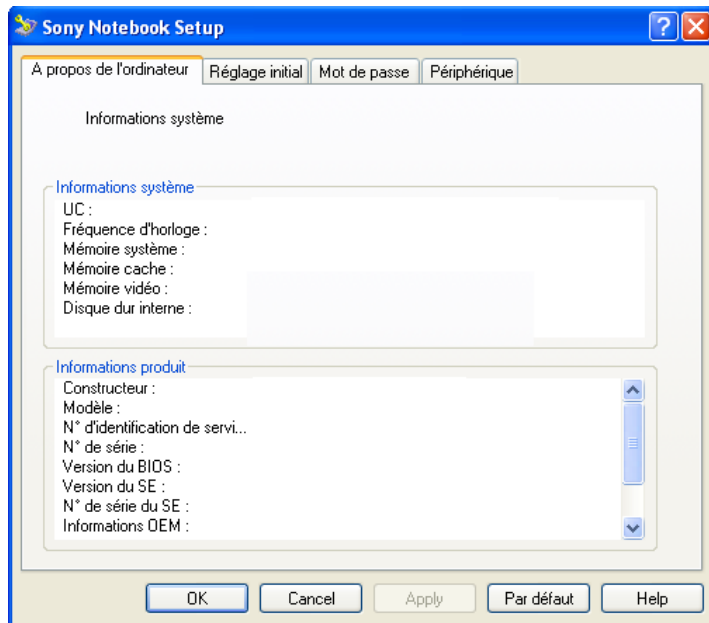 Sony Notebook Setup
A propos de l'ordinateur Réglage initial Mot de passe Périphérique
Informations système
Informations système
UC :
Fréquence d'horloge :
Mémoire système :
Mémoire cache :
Mémoire vidéo :
Disque dur interne :
Informations produit
Constructeur :
Modèle :
N° d'identification de servi...
N° de série :
Version du BIOS :
Version du SE :
N° de série du SE :
Informations OEM :
OK Cancel Apply Par défaut Help